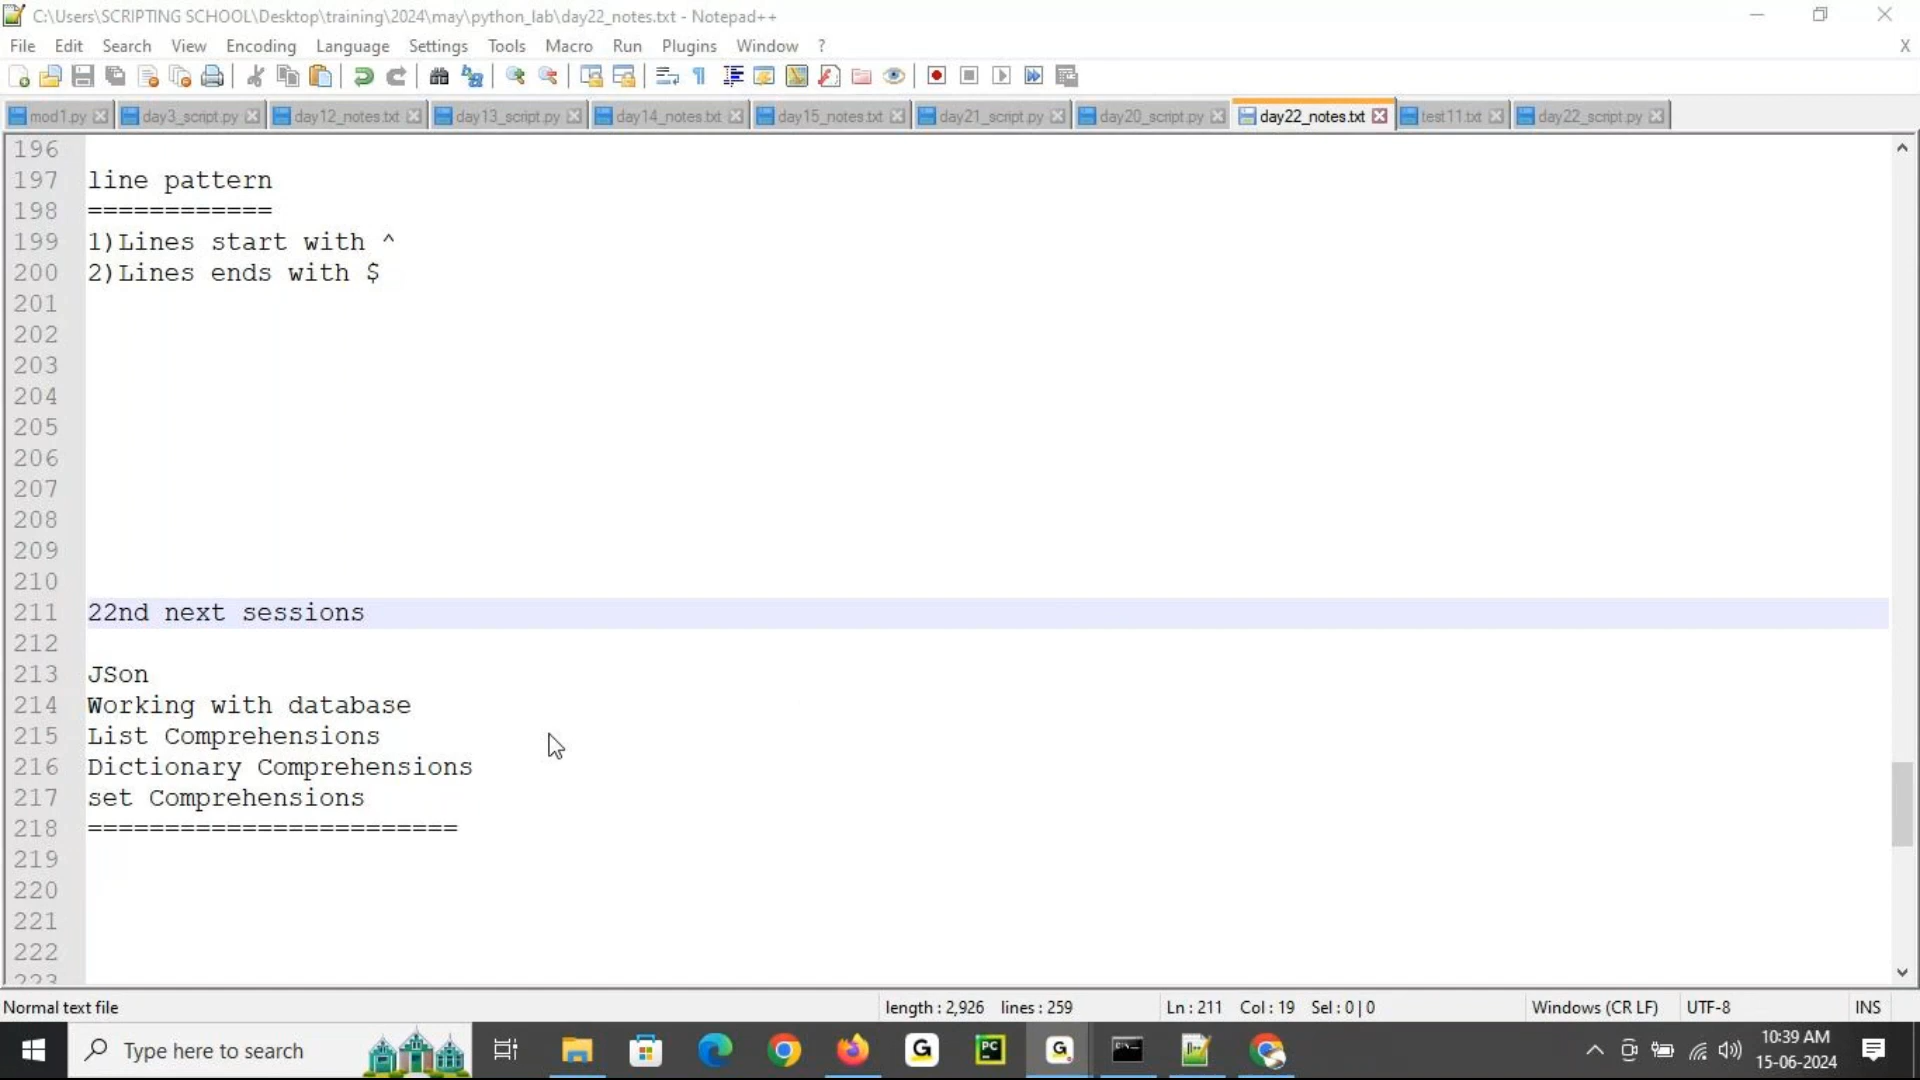 C:\Users\SCRIPTING SCHOOL\Desktop\training\2024\may\python_lab\day22_notes.txt - Notepad++
File Edit Search View Encoding Language Settings Tools Macro Run Plugins Window ? X
mod1.py day3_script.py day12_notes.txt day13_script.py day14_notes.txt day15_notes.txt day21_script.py day20_script.py day22_notes.txt test11.txt day22_script.py
196
197 line pattern
198 ============
199 1)Lines start with ^
200 2)Lines ends with $
201
202
203
204
205
206
207
208
209
210
211 22nd next sessions
212
213 JSon
214 Working with database
215 List Comprehensions
216 Dictionary Comprehensions
217 set Comprehensions
218 ========================
219
220
221
222
223
Normal text file length : 2,926 lines : 259 Ln : 211 Col : 19 Sel : 0 | 0 Windows (CR LF) UTF-8 INS
Type here to search
10:39 AM
15-06-2024